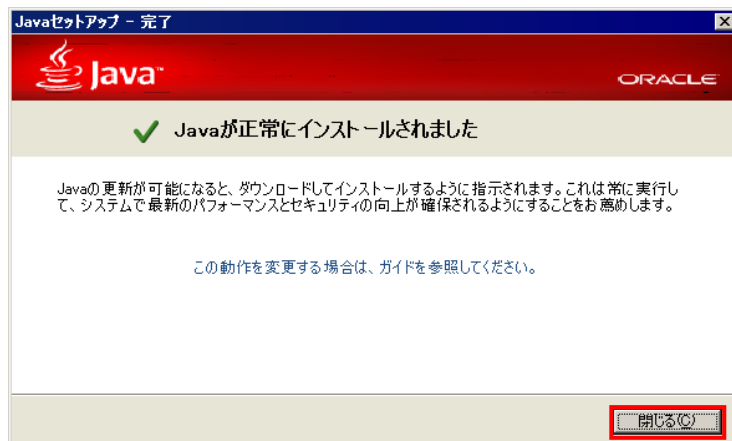 Javaセットアップ - 完了
Java™
ORACLE
Javaが正常にインストールされました
Javaの更新が可能になると、ダウンロードしてインストールするように指示されます。これは常に実行し
て、システムで最新のパフォーマンスとセキュリティの向上が確保されるようにすることをお薦めします。
この動作を変更する場合は、ガイドを参照してください。
閉じる(C)